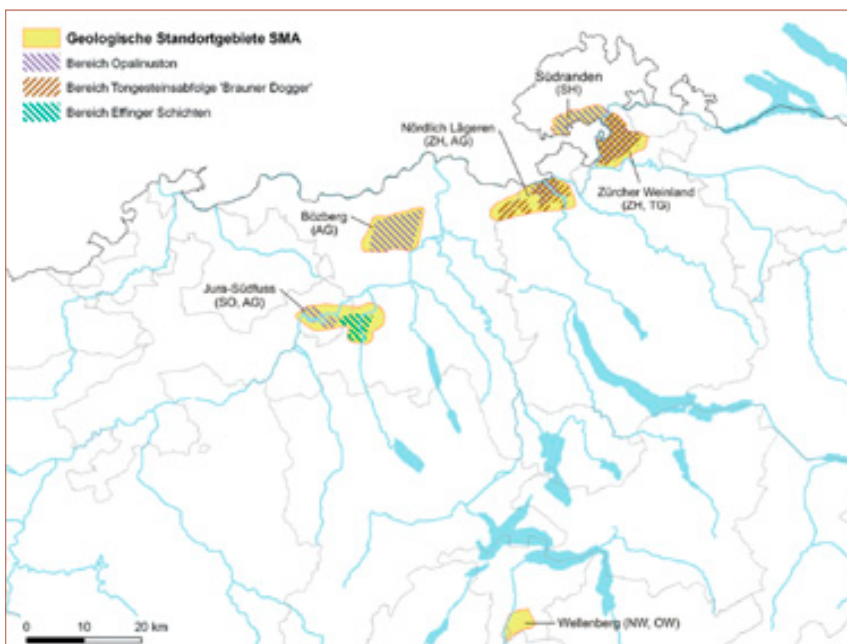 Geologische Standortgebiete SMA
Bereich Opalinuston
Bereich Tongesteinsabfolge 'Brauner Dogger'
Bereich Effinger Schichten
Südranden
(SH)
Nördlich Lägeren
(ZH, AG)
Zürcher Weinland
(ZH, TG)
Bözberg
(AG)
Jura-Südfuss
(SO, AG)
Wellenberg (NW, OW)
0 10 20 km